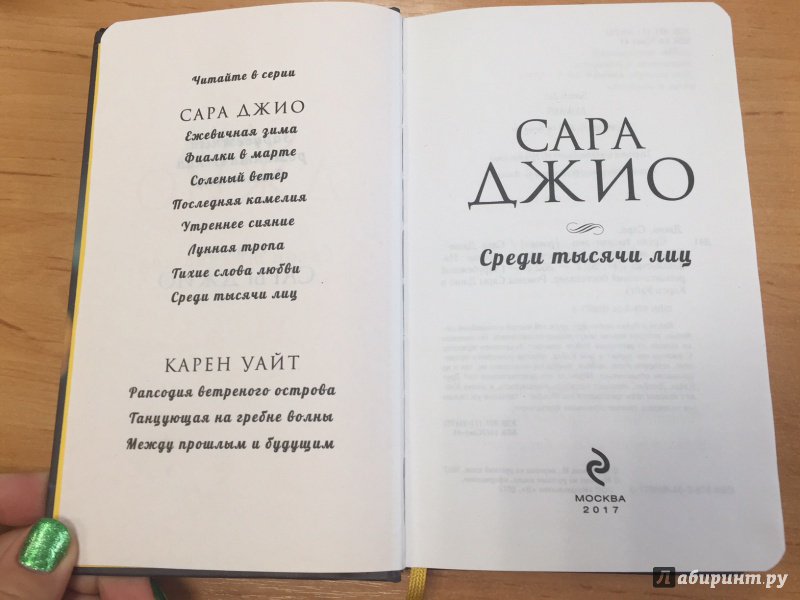 Читайте в серии
САРА ДЖИО
Ежевичная зима
Фиалки в марте
Соленый ветер
Последняя камелия
Утреннее сияние
Лунная тропа
Тихие слова любви
Среди тысячи лиц
КАРЕН УАЙТ
Рапсодия ветреного острова
Танцующая на гребне волны
Между прошлым и будущим
САРА
ДЖИО
Среди тысячи лиц
МОСКВА
2017
Лабиринт.ру